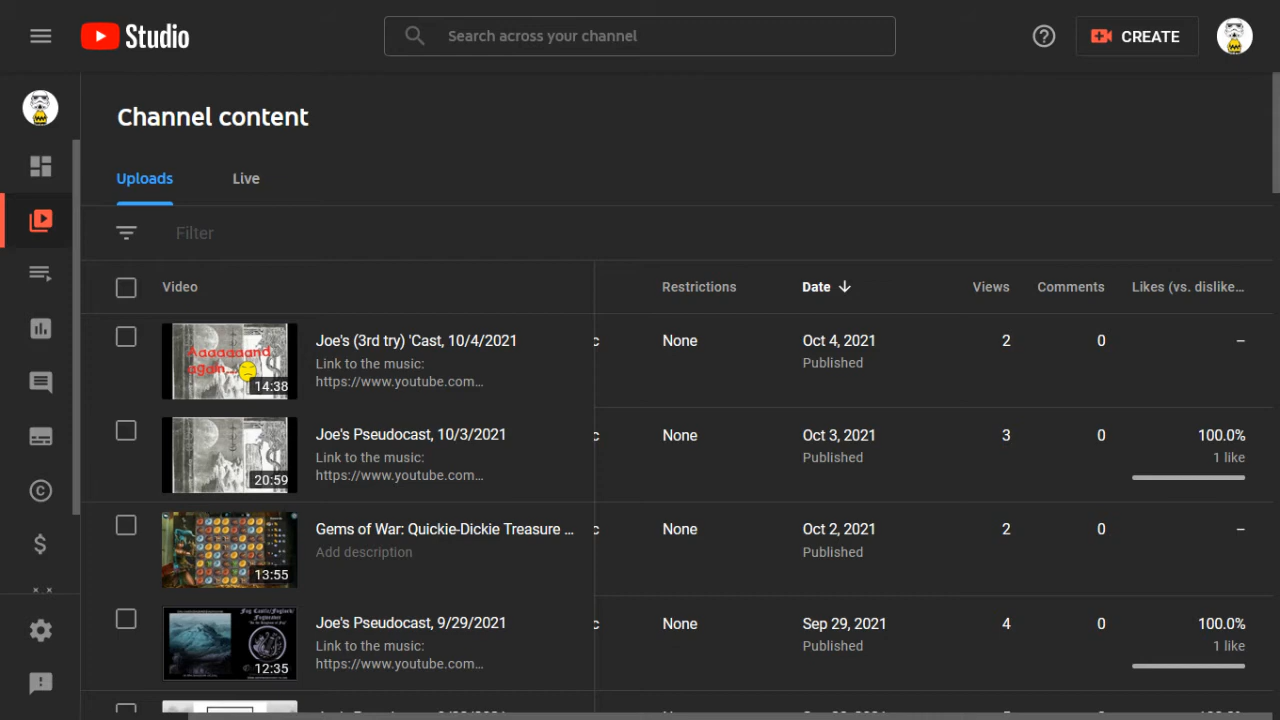 Studio
Search across your channel
CREATE
Channel content
Uploads
Live
Filter
Video
Restrictions
Date
Views
Comments
Likes (vs. dislike…
Aaaaaaand
again...
14:38
Joe's (3rd try) 'Cast, 10/4/2021
Link to the music:
https://www.youtube.com…
c
None
Oct 4, 2021
Published
2
0
–
20:59
Joe's Pseudocast, 10/3/2021
Link to the music:
https://www.youtube.com…
c
None
Oct 3, 2021
Published
3
0
100.0%
1 like
13:55
Gems of War: Quickie-Dickie Treasure ...
Add description
c
None
Oct 2, 2021
Published
2
0
–
12:35
Joe's Pseudocast, 9/29/2021
Link to the music:
https://www.youtube.com…
c
None
Sep 29, 2021
Published
4
0
100.0%
1 like